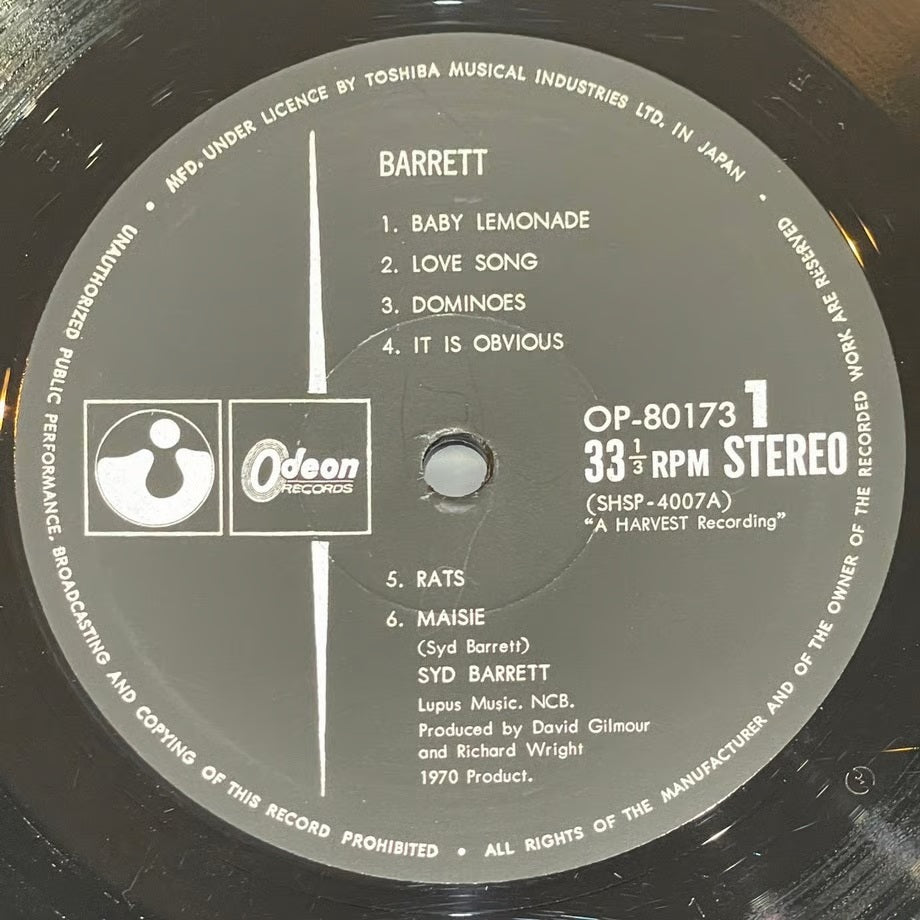 MFD. UNDER LICENCE BY TOSHIBA MUSICAL INDUSTRIES LTD. IN JAPAN •
BARRETT
1. BABY LEMONADE
2. LOVE SONG
3. DOMINOES
4. IT IS OBVIOUS
Odeon
RECORDS
OP-80173 1
33 1/3 RPM STEREO
(SHSP-4007A)
"A HARVEST Recording"
5. RATS
6. MAISIE
(Syd Barrett)
SYD BARRETT
Lupus Music. NCB.
Produced by David Gilmour
and Richard Wright
1970 Product.
• UNAUTHORIZED PUBLIC PERFORMANCE, BROADCASTING AND COPYING OF THIS RECORD PROHIBITED •
ALL RIGHTS OF THE MANUFACTURER AND OF THE OWNER OF THE RECORDED WORK ARE RESERVED